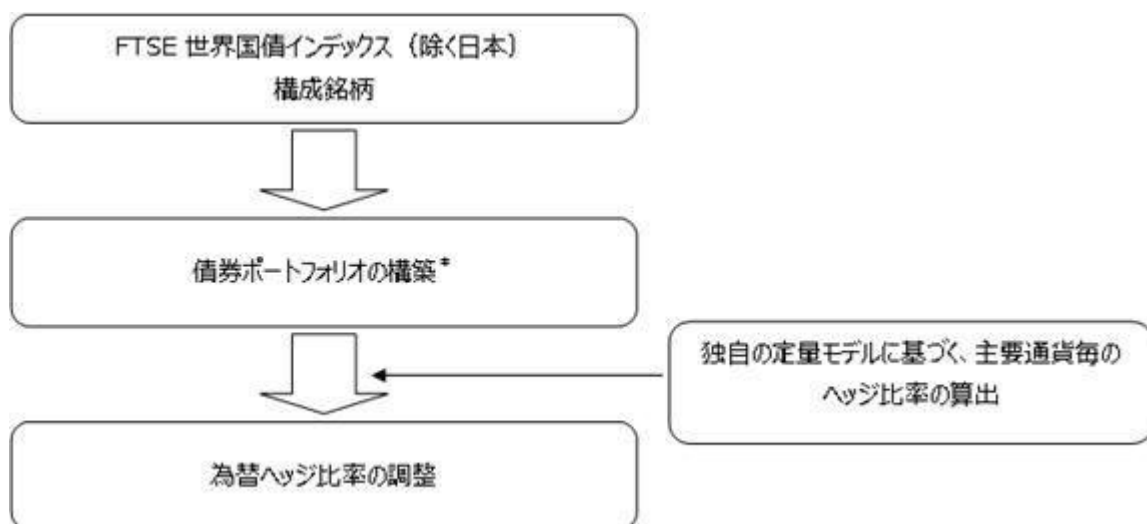 FTSE 世界国債インデックス（除く日本）
構成銘柄
債券ポートフォリオの構築*
独自の定量モデルに基づく、主要通貨毎の
ヘッジ比率の算出
為替ヘッジ比率の調整